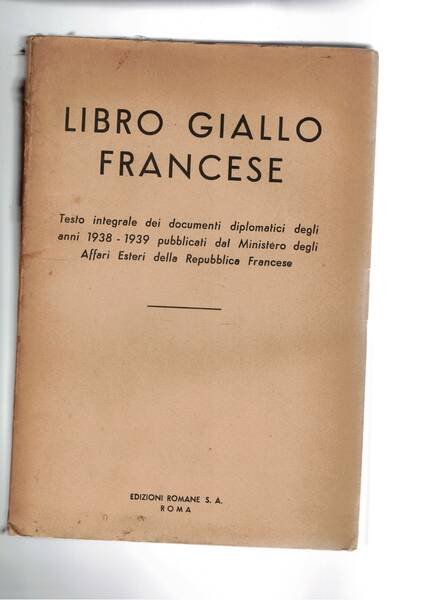 LIBRO GIALLO
FRANCESE
Testo integrale dei documenti diplomatici degli
anni 1938 - 1939 pubblicati dal Ministero degli
Affari Esteri della Repubblica Francese
EDIZIONI ROMANE S. A.
ROMA